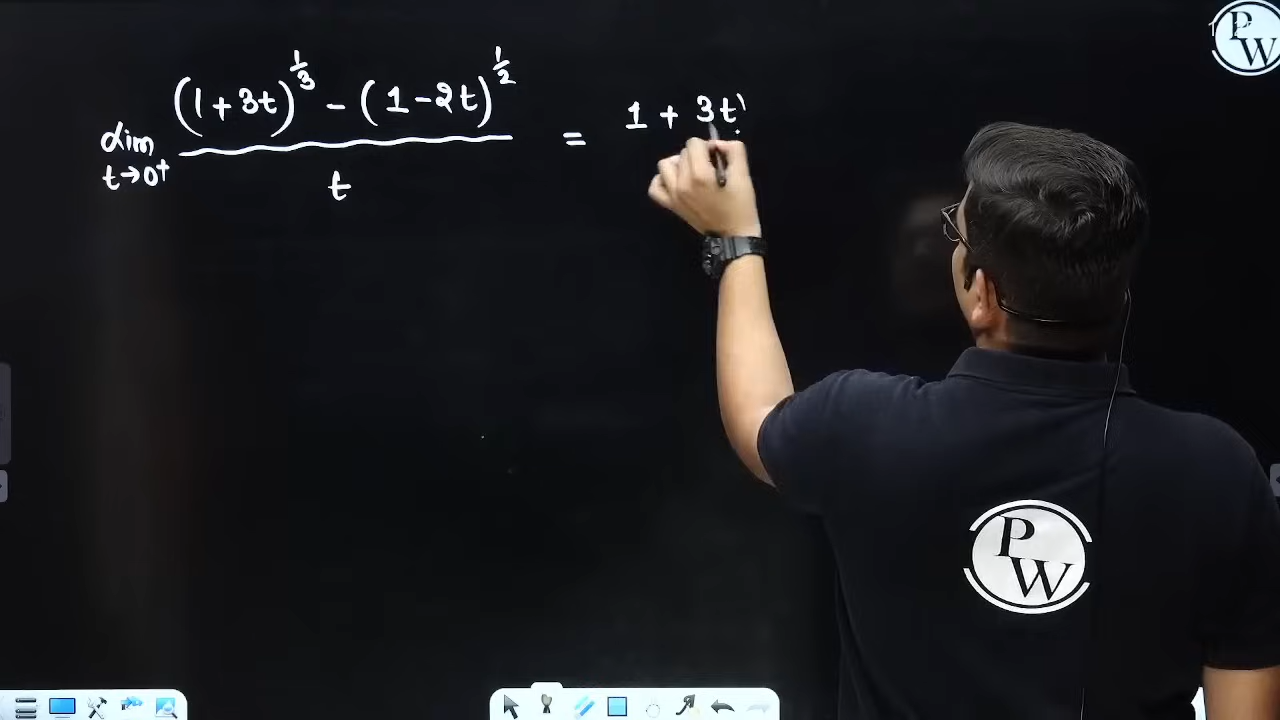 lim t→0⁺ ((1+3t)^(1/3) - (1-2t)^(1/2)) / t = 1 + 3t
PW
PW